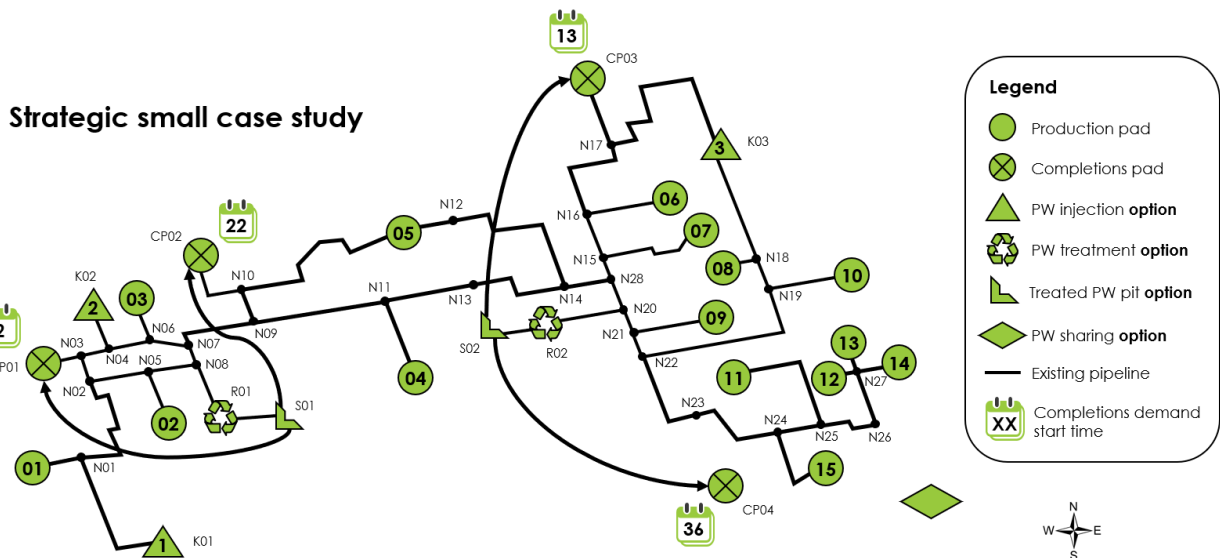 13
CP03
Strategic small case study
N17
3
K03
22
CP02
N12
05
N16
06
07
N15
08
N18
N10
K02
2
03
N28
N19
10
N11
N13
N14
N20
09
N06
N07
N09
N21
S02
R02
N22
2
P01
N03
N04
N05
N08
N02
04
13
14
12
N27
11
R01
S01
02
N23
N24
N25
N26
01
N01
15
CP04
36
1
K01
Legend
Production pad
Completions pad
PW injection option
PW treatment option
Treated PW pit option
PW sharing option
Existing pipeline
XX
Completions demand
start time
N
W
E
S